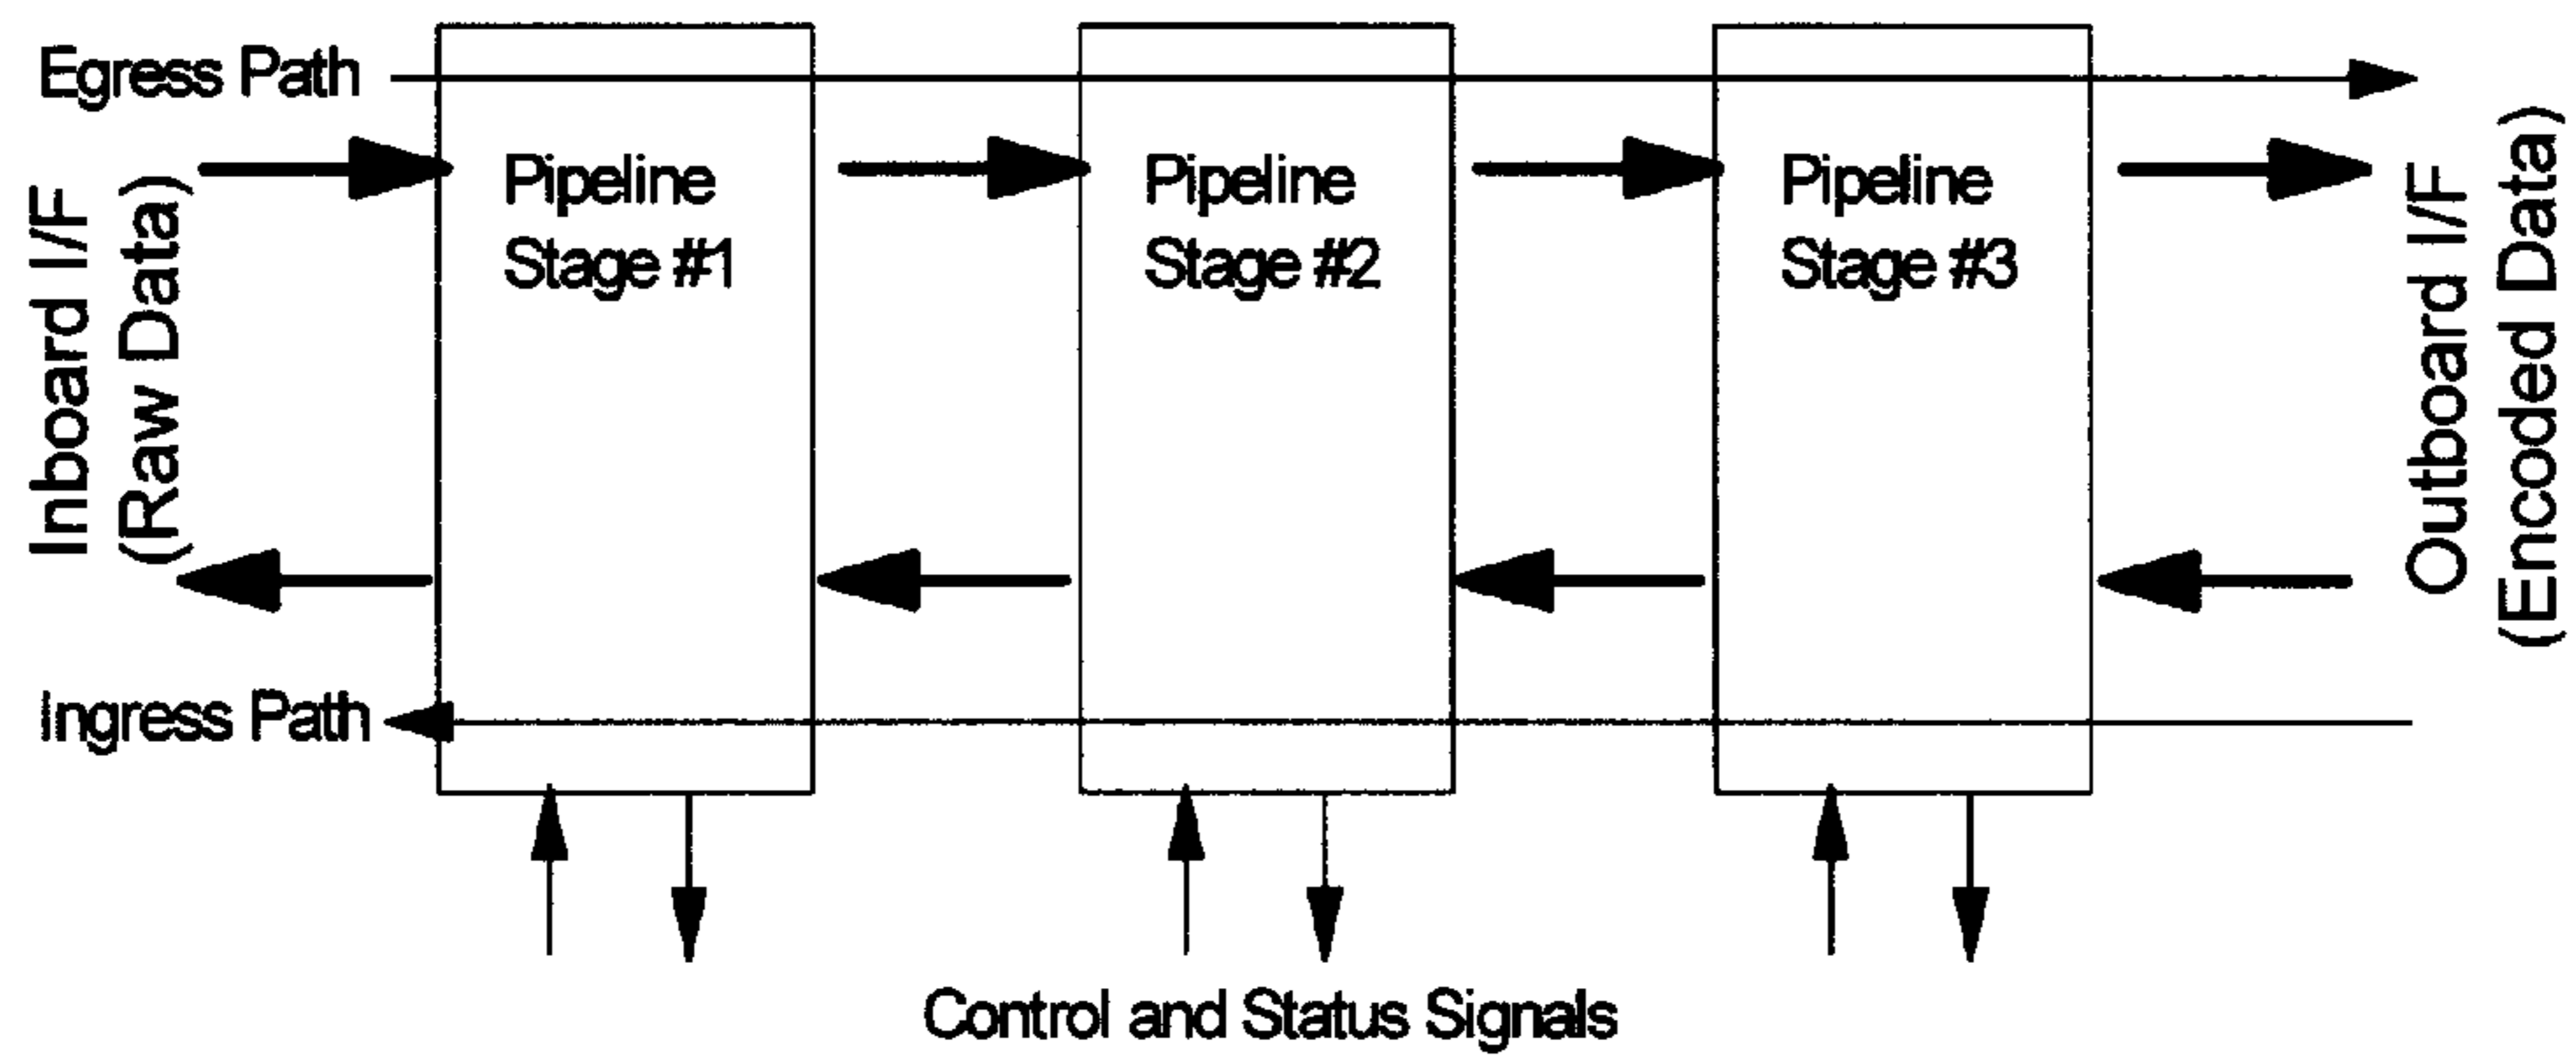 Egress Path
Inboard I/F
(Raw Data)
Pipeline
Stage #1
Pipeline
Stage #2
Pipeline
Stage #3
Outboard I/F
(Encoded Data)
Ingress Path
Control and Status Signals